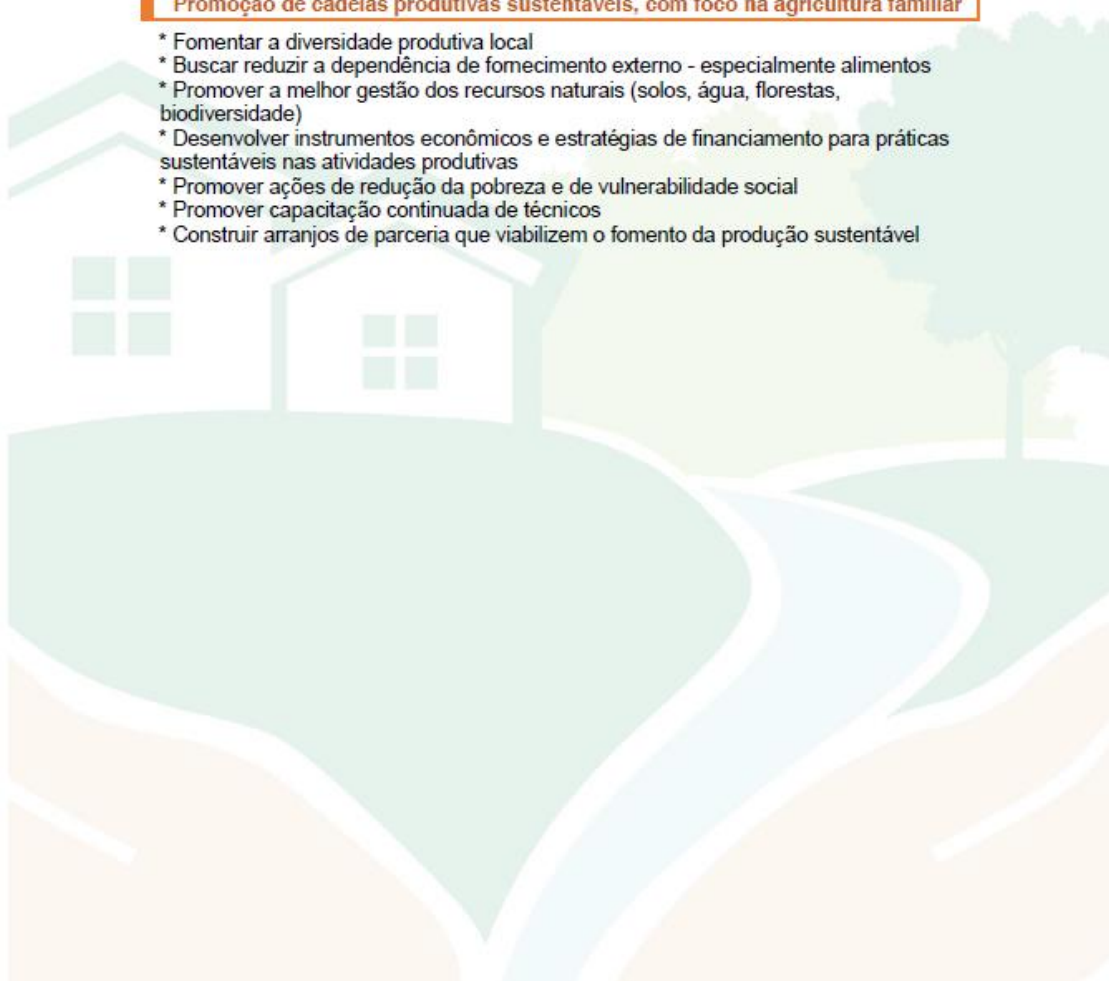 Promoção de cadeias produtivas sustentáveis, com foco na agricultura familiar
* Fomentar a diversidade produtiva local
* Buscar reduzir a dependência de fornecimento externo - especialmente alimentos
* Promover a melhor gestão dos recursos naturais (solos, água, florestas,
biodiversidade)
* Desenvolver instrumentos econômicos e estratégias de financiamento para práticas
sustentáveis nas atividades produtivas
* Promover ações de redução da pobreza e de vulnerabilidade social
* Promover capacitação continuada de técnicos
* Construir arranjos de parceria que viabilizem o fomento da produção sustentável